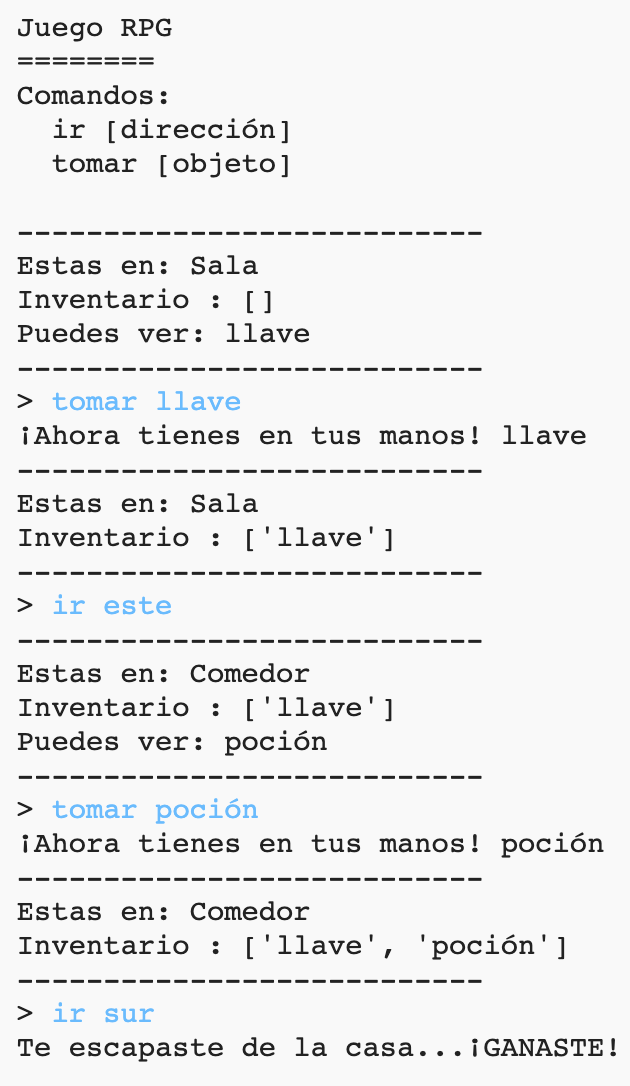 Juego RPG
========
Comandos:
  ir [dirección]
  tomar [objeto]

---------------------------
Estas en: Sala
Inventario : []
Puedes ver: llave
---------------------------
> tomar llave
¡Ahora tienes en tus manos! llave
---------------------------
Estas en: Sala
Inventario : ['llave']
---------------------------
> ir este
---------------------------
Estas en: Comedor
Inventario : ['llave']
Puedes ver: poción
---------------------------
> tomar poción
¡Ahora tienes en tus manos! poción
---------------------------
Estas en: Comedor
Inventario : ['llave', 'poción']
---------------------------
> ir sur
Te escapaste de la casa...¡GANASTE!